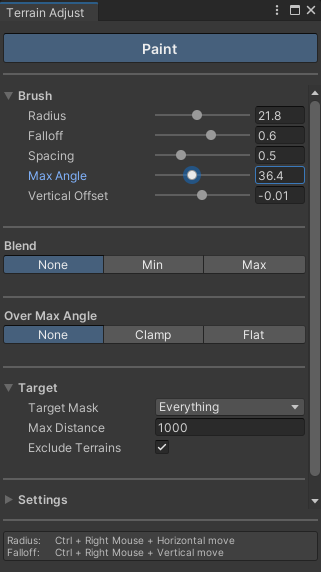 Terrain Adjust
Paint
Brush
Radius 21.8
Falloff 0.6
Spacing 0.5
Max Angle 36.4
Vertical Offset -0.01
Blend
None Min Max
Over Max Angle
None Clamp Flat
Target
Target Mask Everything
Max Distance 1000
Exclude Terrains
Settings
Radius: Ctrl + Right Mouse + Horizontal move
Falloff: Ctrl + Right Mouse + Vertical move